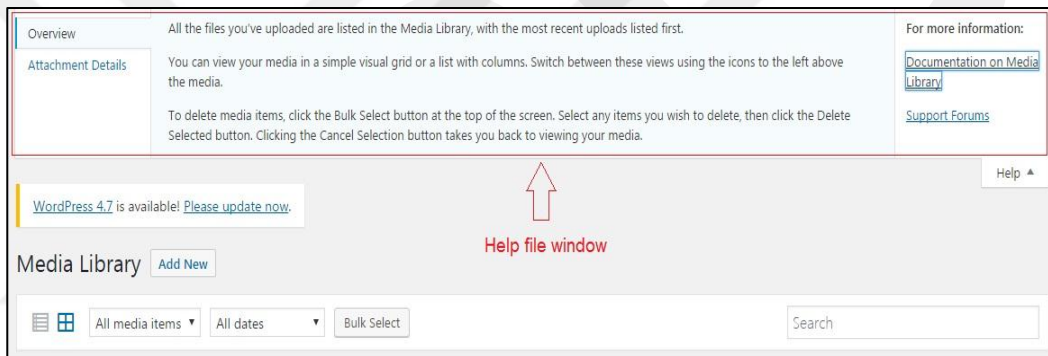 Overview
Attachment Details
All the files you've uploaded are listed in the Media Library, with the most recent uploads listed first.
You can view your media in a simple visual grid or a list with columns. Switch between these views using the icons to the left above
the media.
To delete media items, click the Bulk Select button at the top of the screen. Select any items you wish to delete, then click the Delete
Selected button. Clicking the Cancel Selection button takes you back to viewing your media.
For more information:
Documentation on Media
Library
Support Forums
Help ▲
WordPress 4.7 is available! Please update now.
Help file window
Media Library Add New
All media items ▼ All dates ▼ Bulk Select Search